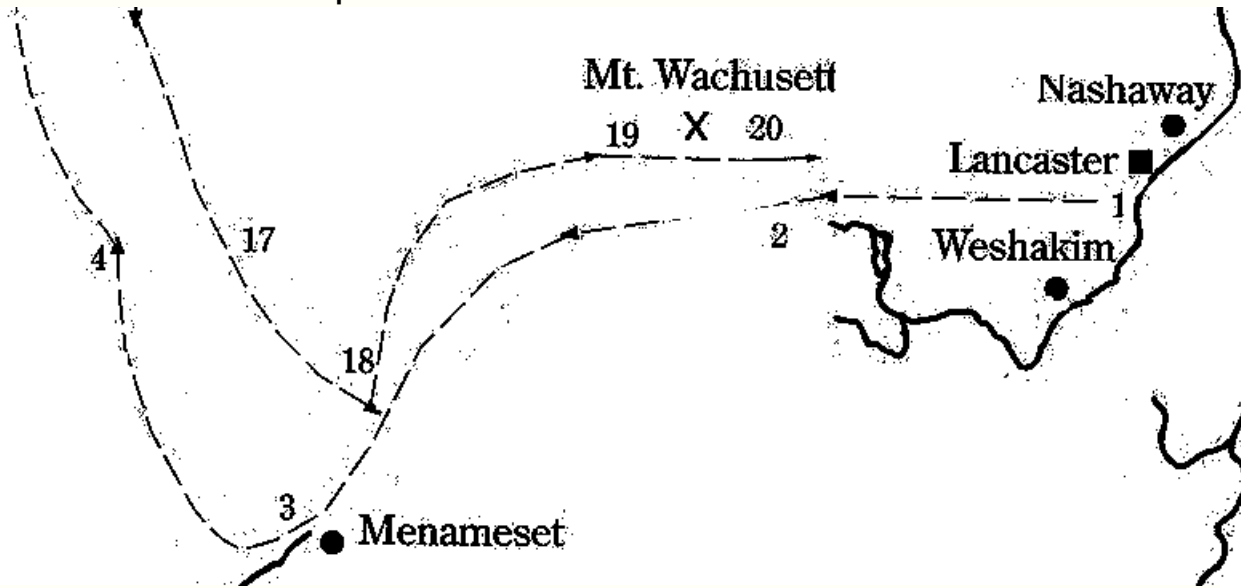 Mt. Wachusett
Nashaway
19 X 20
Lancaster
1
2
Weshakim
17
4
18
3
Menameset